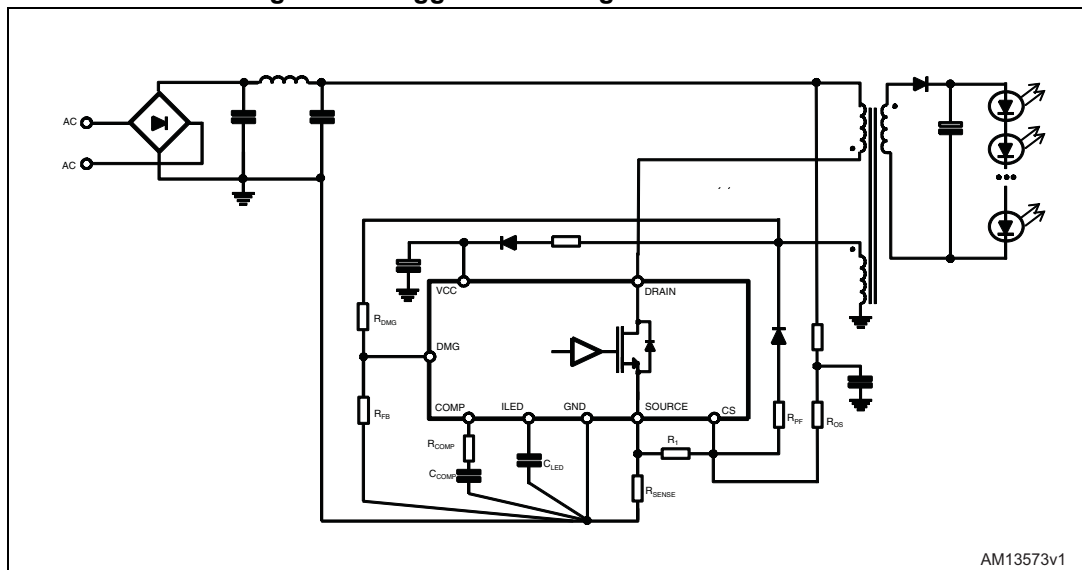 AC
AC
VCC
DRAIN
R_DMG
DMG
R_FB
COMP
ILED
GND
SOURCE
CS
R_PF
R_OS
R_COMP
C_COMP
C_LED
R_1
R_SENSE
AM13573v1